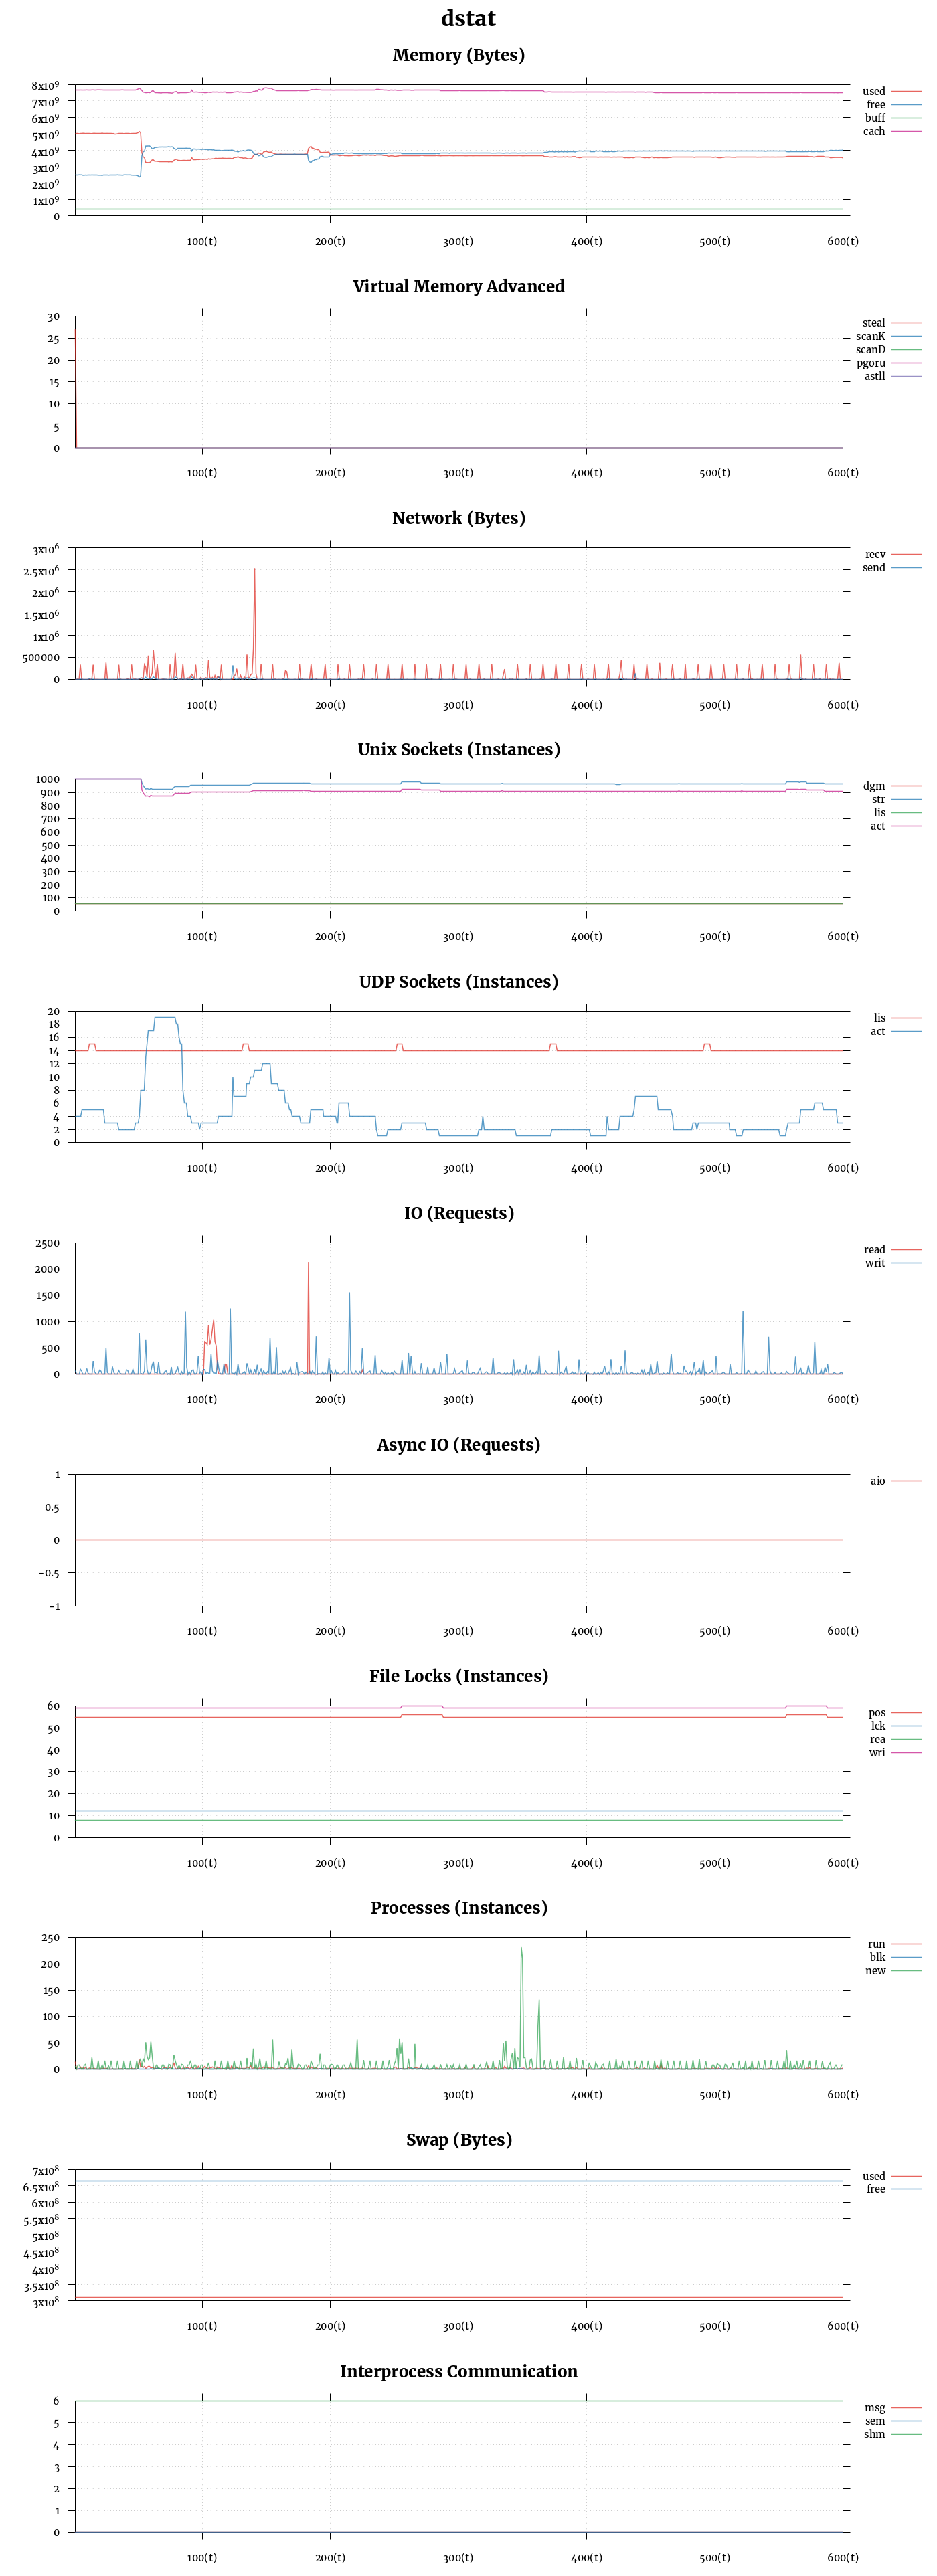 dstat
Memory (Bytes)
8x10⁹
7x10⁹
6x10⁹
5x10⁹
4x10⁹
3x10⁹
2x10⁹
1x10⁹
0
100(t) 200(t) 300(t) 400(t) 500(t) 600(t)
used
free
buff
cach
Virtual Memory Advanced
30
25
20
15
10
5
0
100(t) 200(t) 300(t) 400(t) 500(t) 600(t)
steal
scanK
scanD
pgoru
astll
Network (Bytes)
3x10⁶
2.5x10⁶
2x10⁶
1.5x10⁶
1x10⁶
500000
0
100(t) 200(t) 300(t) 400(t) 500(t) 600(t)
recv
send
Unix Sockets (Instances)
1000
900
800
700
600
500
400
300
200
100
0
100(t) 200(t) 300(t) 400(t) 500(t) 600(t)
dgm
str
lis
act
UDP Sockets (Instances)
20
18
16
14
12
10
8
6
4
2
0
100(t) 200(t) 300(t) 400(t) 500(t) 600(t)
lis
act
IO (Requests)
2500
2000
1500
1000
500
0
100(t) 200(t) 300(t) 400(t) 500(t) 600(t)
read
writ
Async IO (Requests)
1
0.5
0
-0.5
-1
100(t) 200(t) 300(t) 400(t) 500(t) 600(t)
aio
File Locks (Instances)
60
50
40
30
20
10
0
100(t) 200(t) 300(t) 400(t) 500(t) 600(t)
pos
lck
rea
wri
Processes (Instances)
250
200
150
100
50
0
100(t) 200(t) 300(t) 400(t) 500(t) 600(t)
run
blk
new
Swap (Bytes)
7x10⁸
6.5x10⁸
6x10⁸
5.5x10⁸
5x10⁸
4.5x10⁸
4x10⁸
3.5x10⁸
3x10⁸
100(t) 200(t) 300(t) 400(t) 500(t) 600(t)
used
free
Interprocess Communication
6
5
4
3
2
1
0
100(t) 200(t) 300(t) 400(t) 500(t) 600(t)
msg
sem
shm